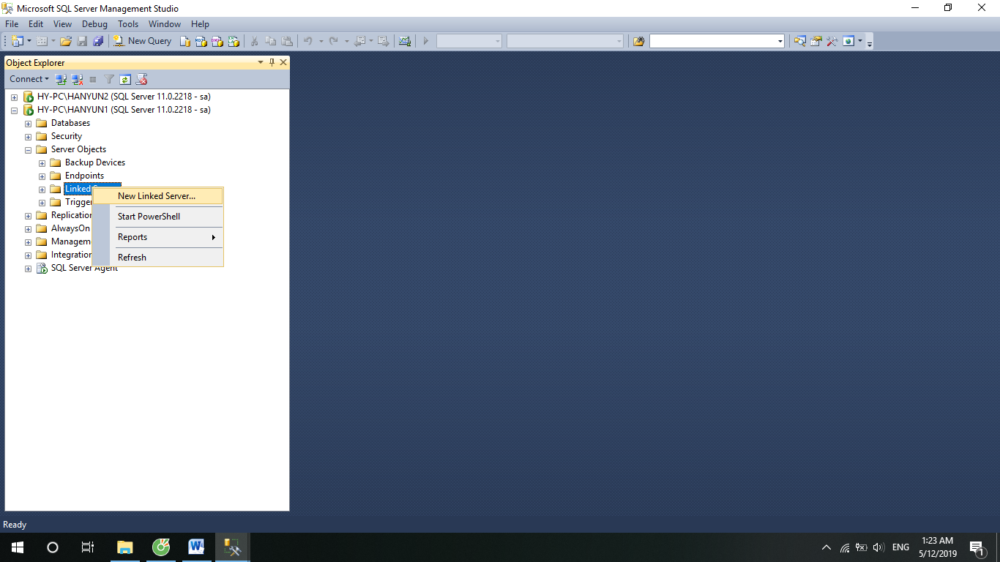 Microsoft SQL Server Management Studio
File Edit View Debug Tools Window Help
New Query
Object Explorer
Connect
HY-PC\HANYUN2 (SQL Server 11.0.2218 - sa)
HY-PC\HANYUN1 (SQL Server 11.0.2218 - sa)
Databases
Security
Server Objects
Backup Devices
Endpoints
Linked
New Linked Server...
Trigger
Replication
Start PowerShell
AlwaysOn
Reports
Managem
Integration
Refresh
SQL Server Agent
Ready
ENG
1:23 AM
5/12/2019
1